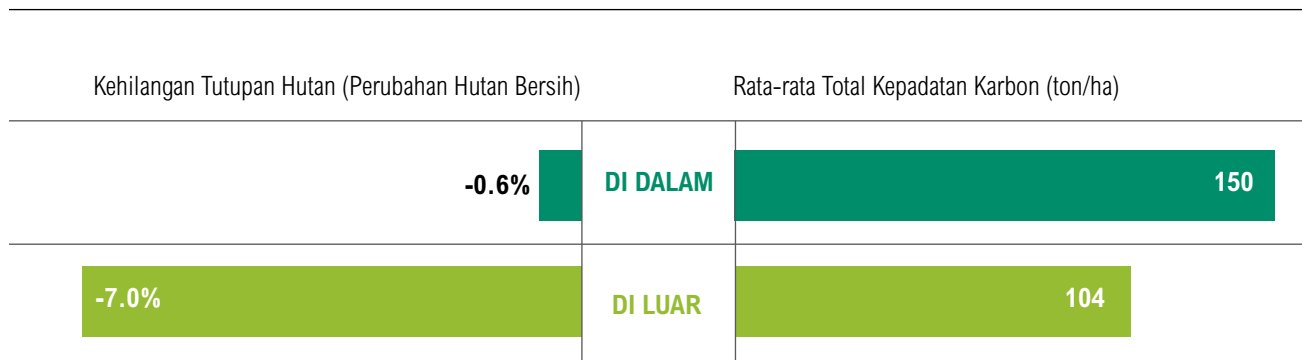 Kehilangan Tutupan Hutan (Perubahan Hutan Bersih)
Rata-rata Total Kepadatan Karbon (ton/ha)
-0.6%
DI DALAM
150
-7.0%
DI LUAR
104